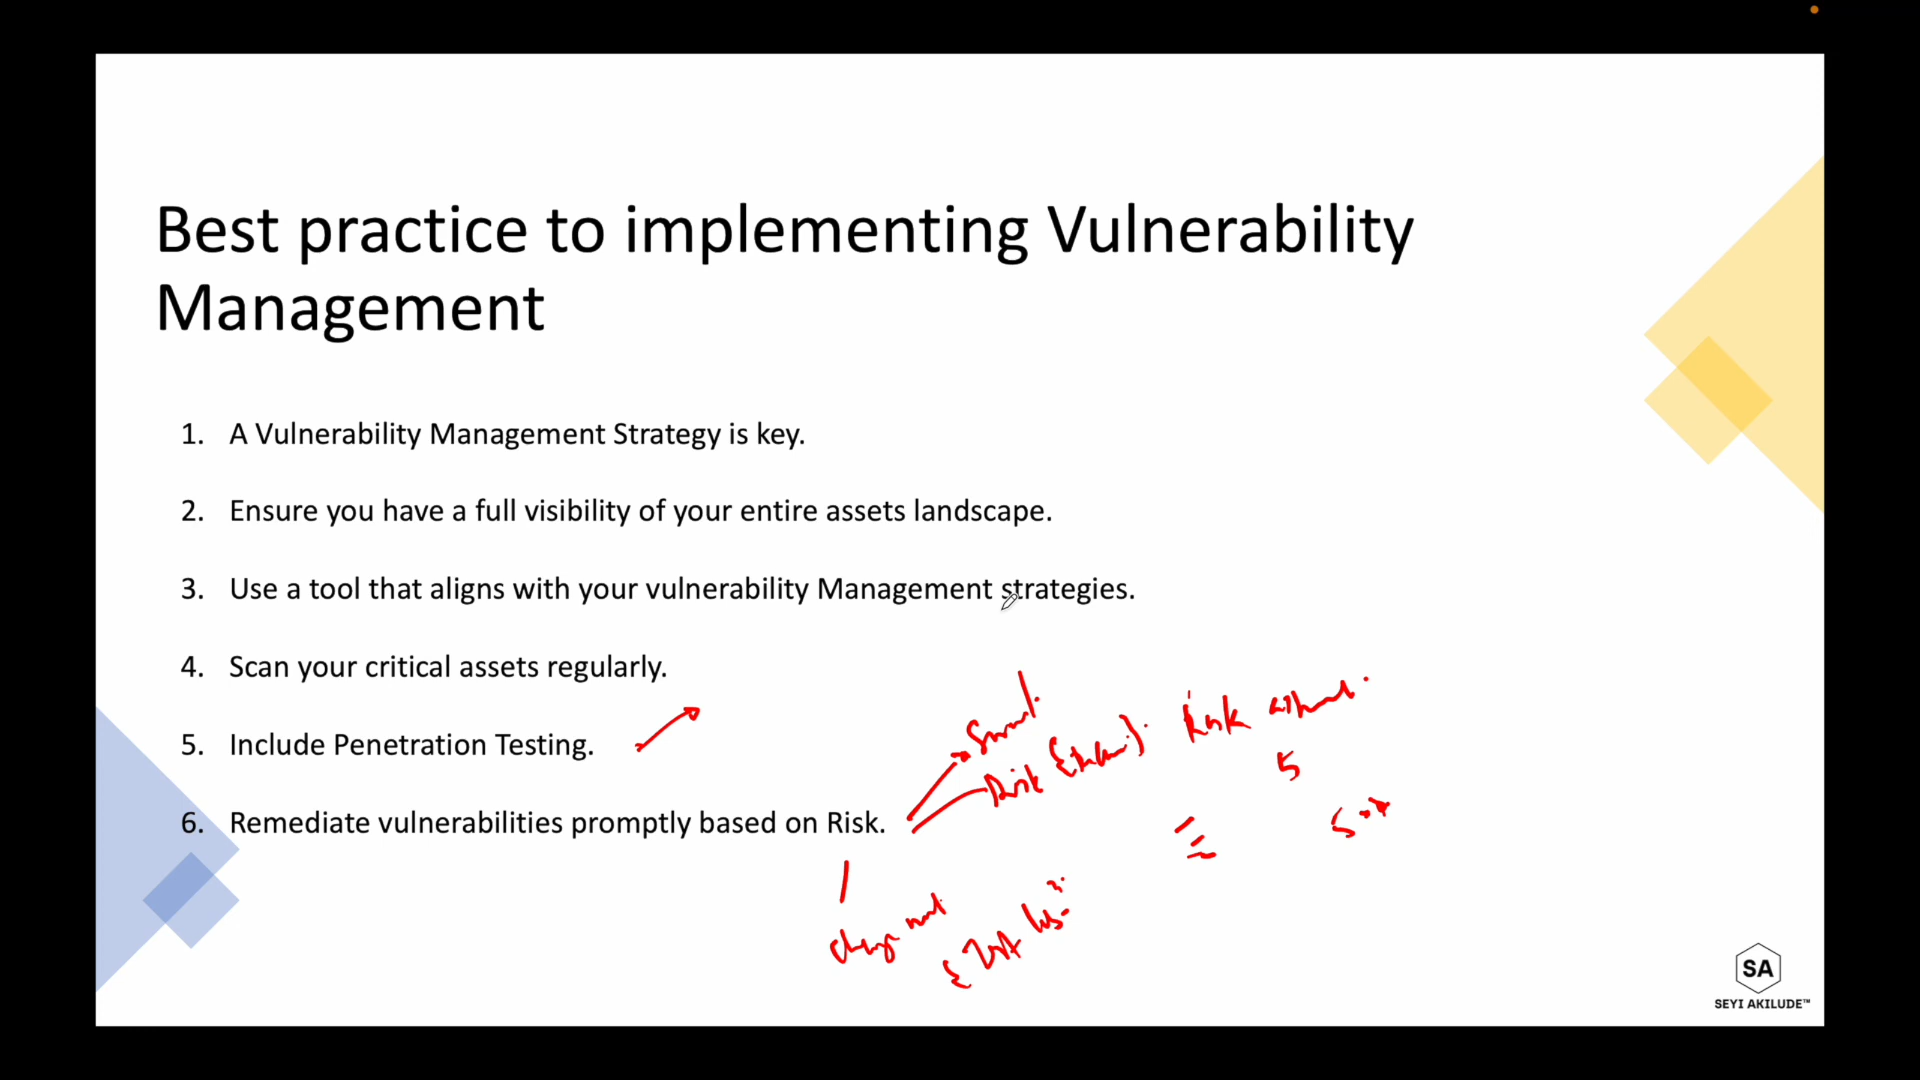 Best practice to implementing Vulnerability
Management
1. A Vulnerability Management Strategy is key.
2. Ensure you have a full visibility of your entire assets landscape.
3. Use a tool that aligns with your vulnerability Management strategies.
4. Scan your critical assets regularly.
5. Include Penetration Testing.
6. Remediate vulnerabilities promptly based on Risk.
Risk
Risk
5
SA
SEYI AKILUDE™